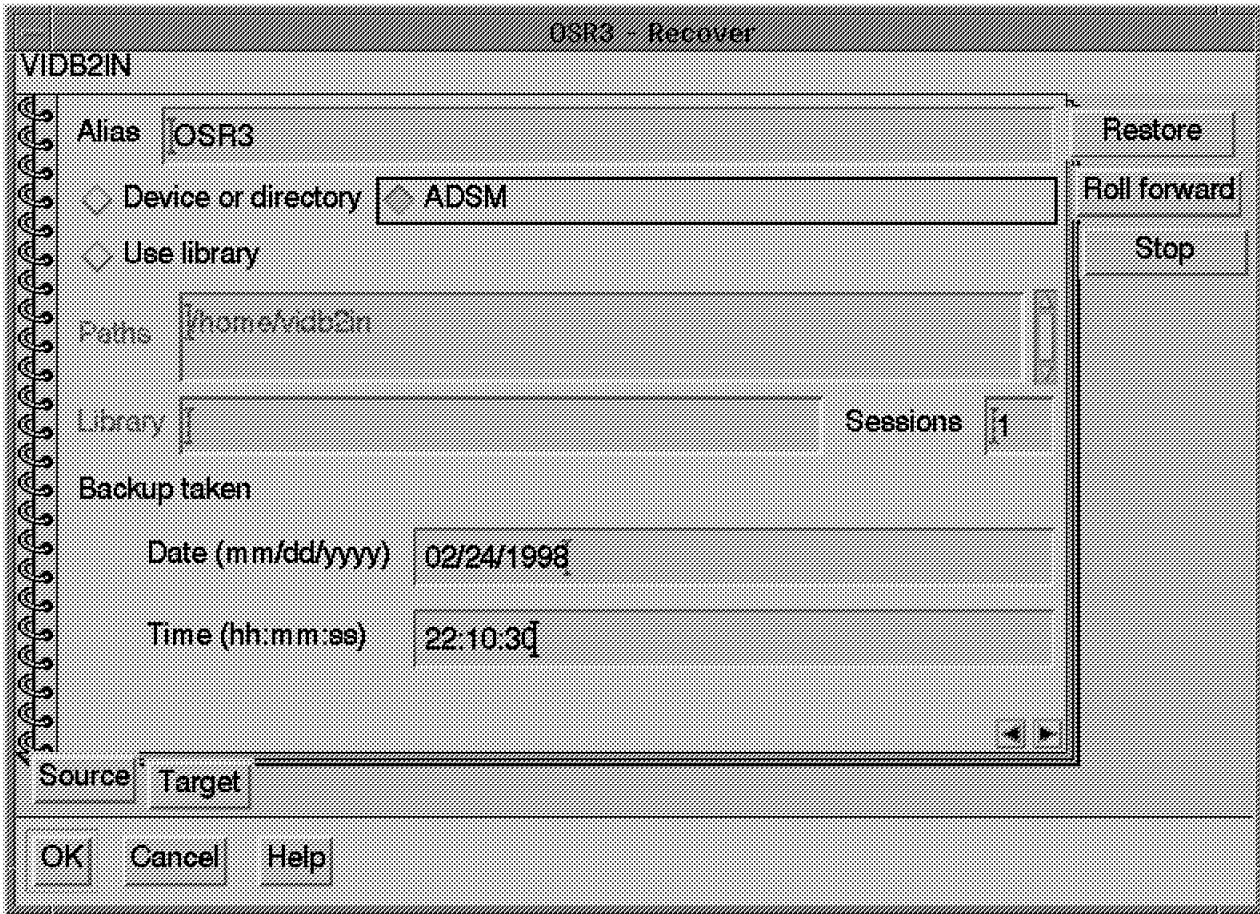 OSR3 - Recover
VIDB2IN
Alias OSR3 Restore
Device or directory ADSM Roll forward
Use library Stop
Paths /home/vidb2in
Library Sessions 1
Backup taken
Date (mm/dd/yyyy) 02/24/1998
Time (hh:mm:ss) 22:10:30
Source Target
OK Cancel Help